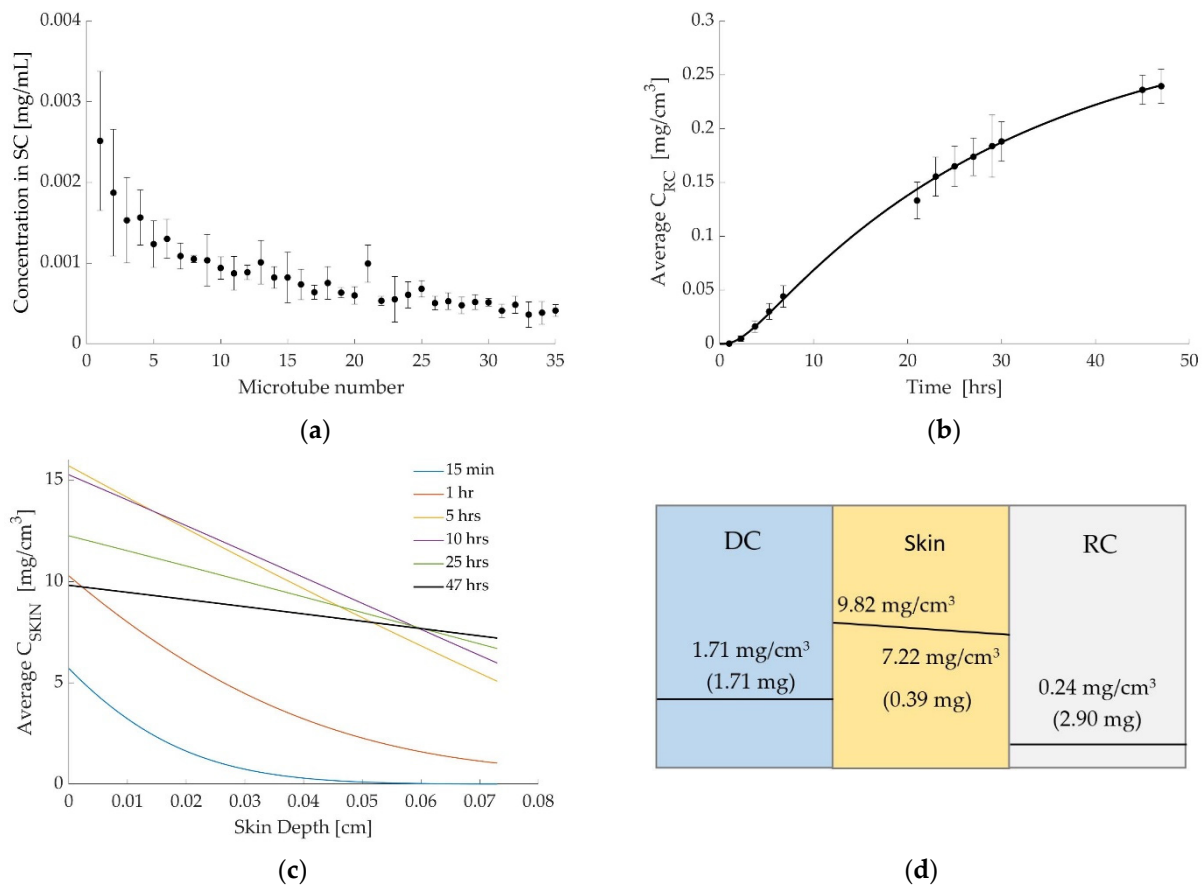 0.004
0.003
0.002
0.001
0
Concentration in SC [mg/mL]
0 5 10 15 20 25 30 35
Microtube number
(a)
0.3
0.25
0.2
0.15
0.1
0.05
0
Average C_RC [mg/cm³]
0 10 20 30 40 50
Time [hrs]
(b)
15
10
5
0
Average C_SKIN [mg/cm³]
15 min
1 hr
5 hrs
10 hrs
25 hrs
47 hrs
0 0.01 0.02 0.03 0.04 0.05 0.06 0.07 0.08
Skin Depth [cm]
(c)
DC
1.71 mg/cm³
(1.71 mg)
Skin
9.82 mg/cm³
7.22 mg/cm³
(0.39 mg)
RC
0.24 mg/cm³
(2.90 mg)
(d)